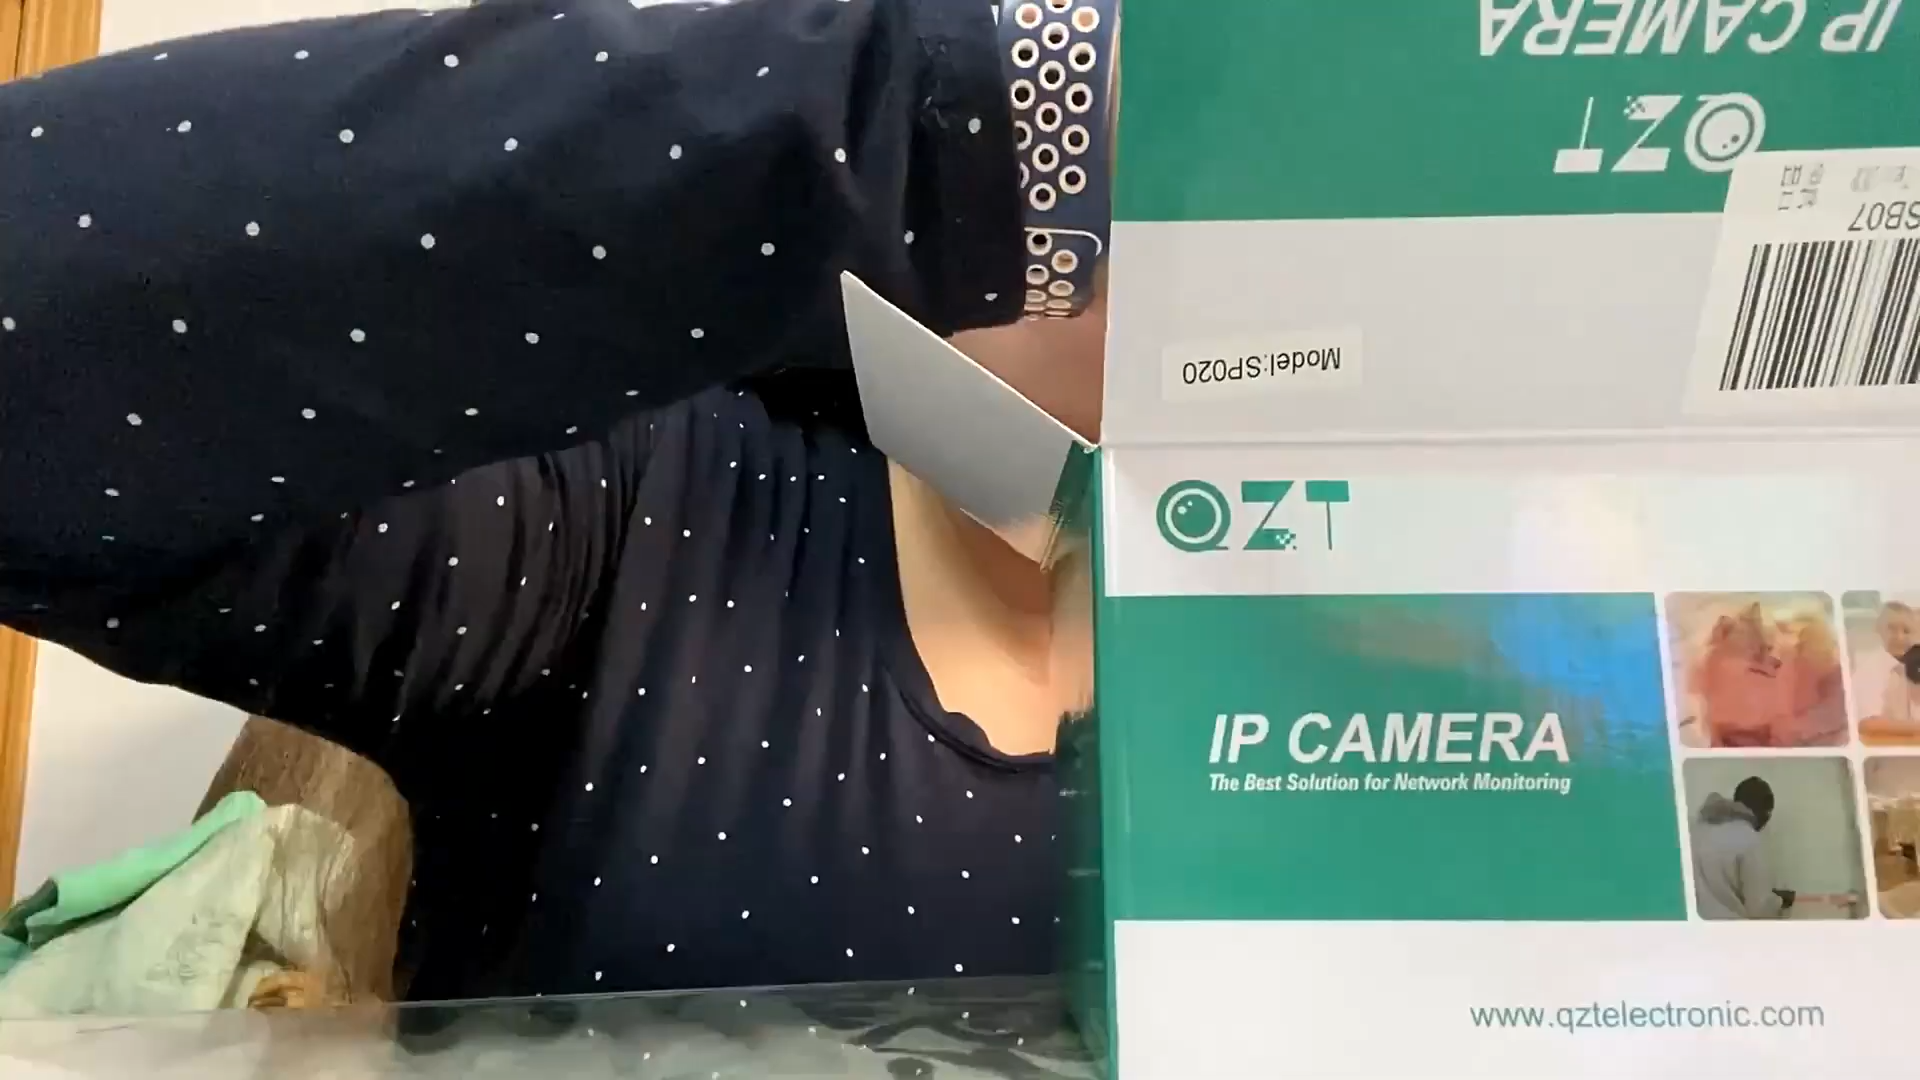 IP CAMERA
QZT
SB07
Model:SP020
QZT
IP CAMERA
The Best Solution for Network Monitoring
www.qztelectronic.com